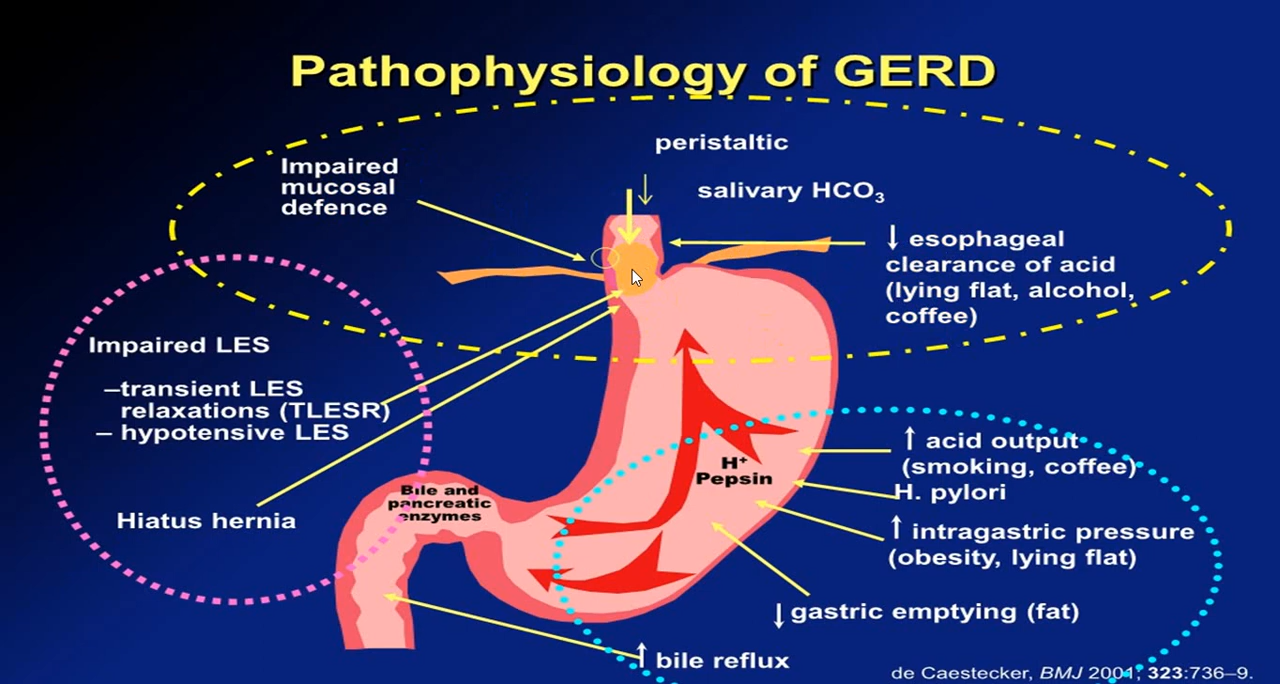 Pathophysiology of GERD
peristaltic
Impaired
mucosal
defence
salivary HCO₃
↓ esophageal
clearance of acid
(lying flat, alcohol,
coffee)
Impaired LES
–transient LES
relaxations (TLESR)
– hypotensive LES
Hiatus hernia
Bile and
pancreatic
enzymes
H⁺
Pepsin
↑ acid output
(smoking, coffee)
H. pylori
↑ intragastric pressure
(obesity, lying flat)
↓ gastric emptying (fat)
↑ bile reflux
de Caestecker, BMJ 2001; 323:736–9.